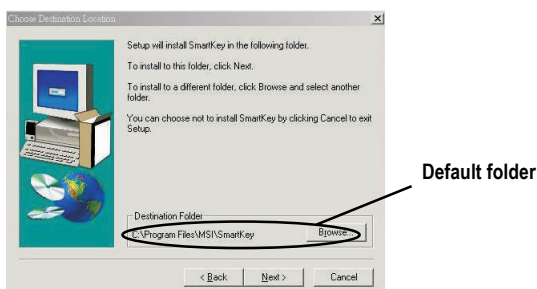 Choose Destination Location
Setup will install SmartKey in the following folder.
To install to this folder, click Next.
To install to a different folder, click Browse and select another
folder.
You can choose not to install SmartKey by clicking Cancel to exit
Setup.
Default folder
Destination Folder
C:\Program Files\MSI\SmartKey
Browse...
< Back
Next >
Cancel